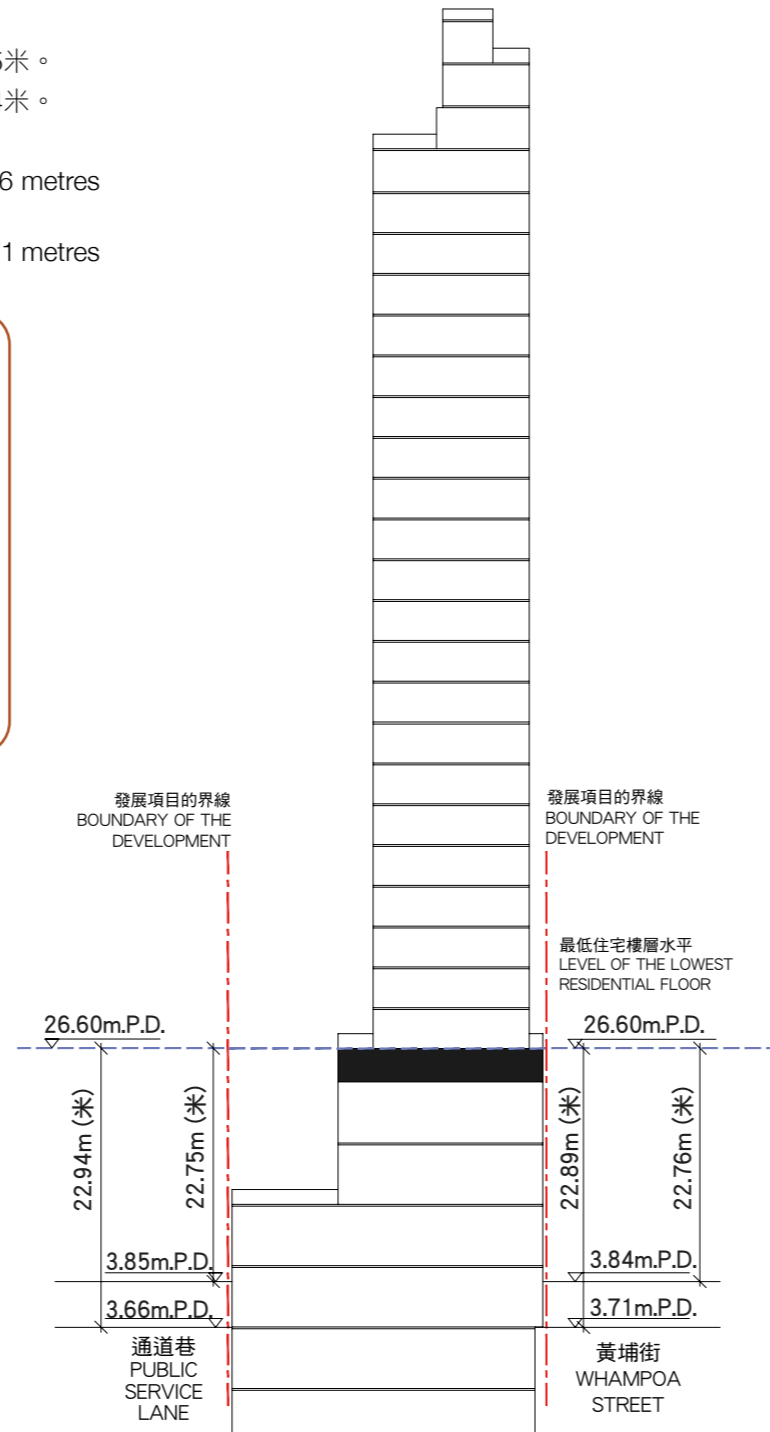 米。
米。
6 metres
1 metres
發展項目的界線
BOUNDARY OF THE
DEVELOPMENT
發展項目的界線
BOUNDARY OF THE
DEVELOPMENT
最低住宅樓層水平
LEVEL OF THE LOWEST
RESIDENTIAL FLOOR
26.60m.P.D.
26.60m.P.D.
22.94m (米)
22.75m (米)
22.89m (米)
22.76m (米)
3.85m.P.D.
3.84m.P.D.
3.66m.P.D.
3.71m.P.D.
通道巷
PUBLIC
SERVICE
LANE
黃埔街
WHAMPOA
STREET